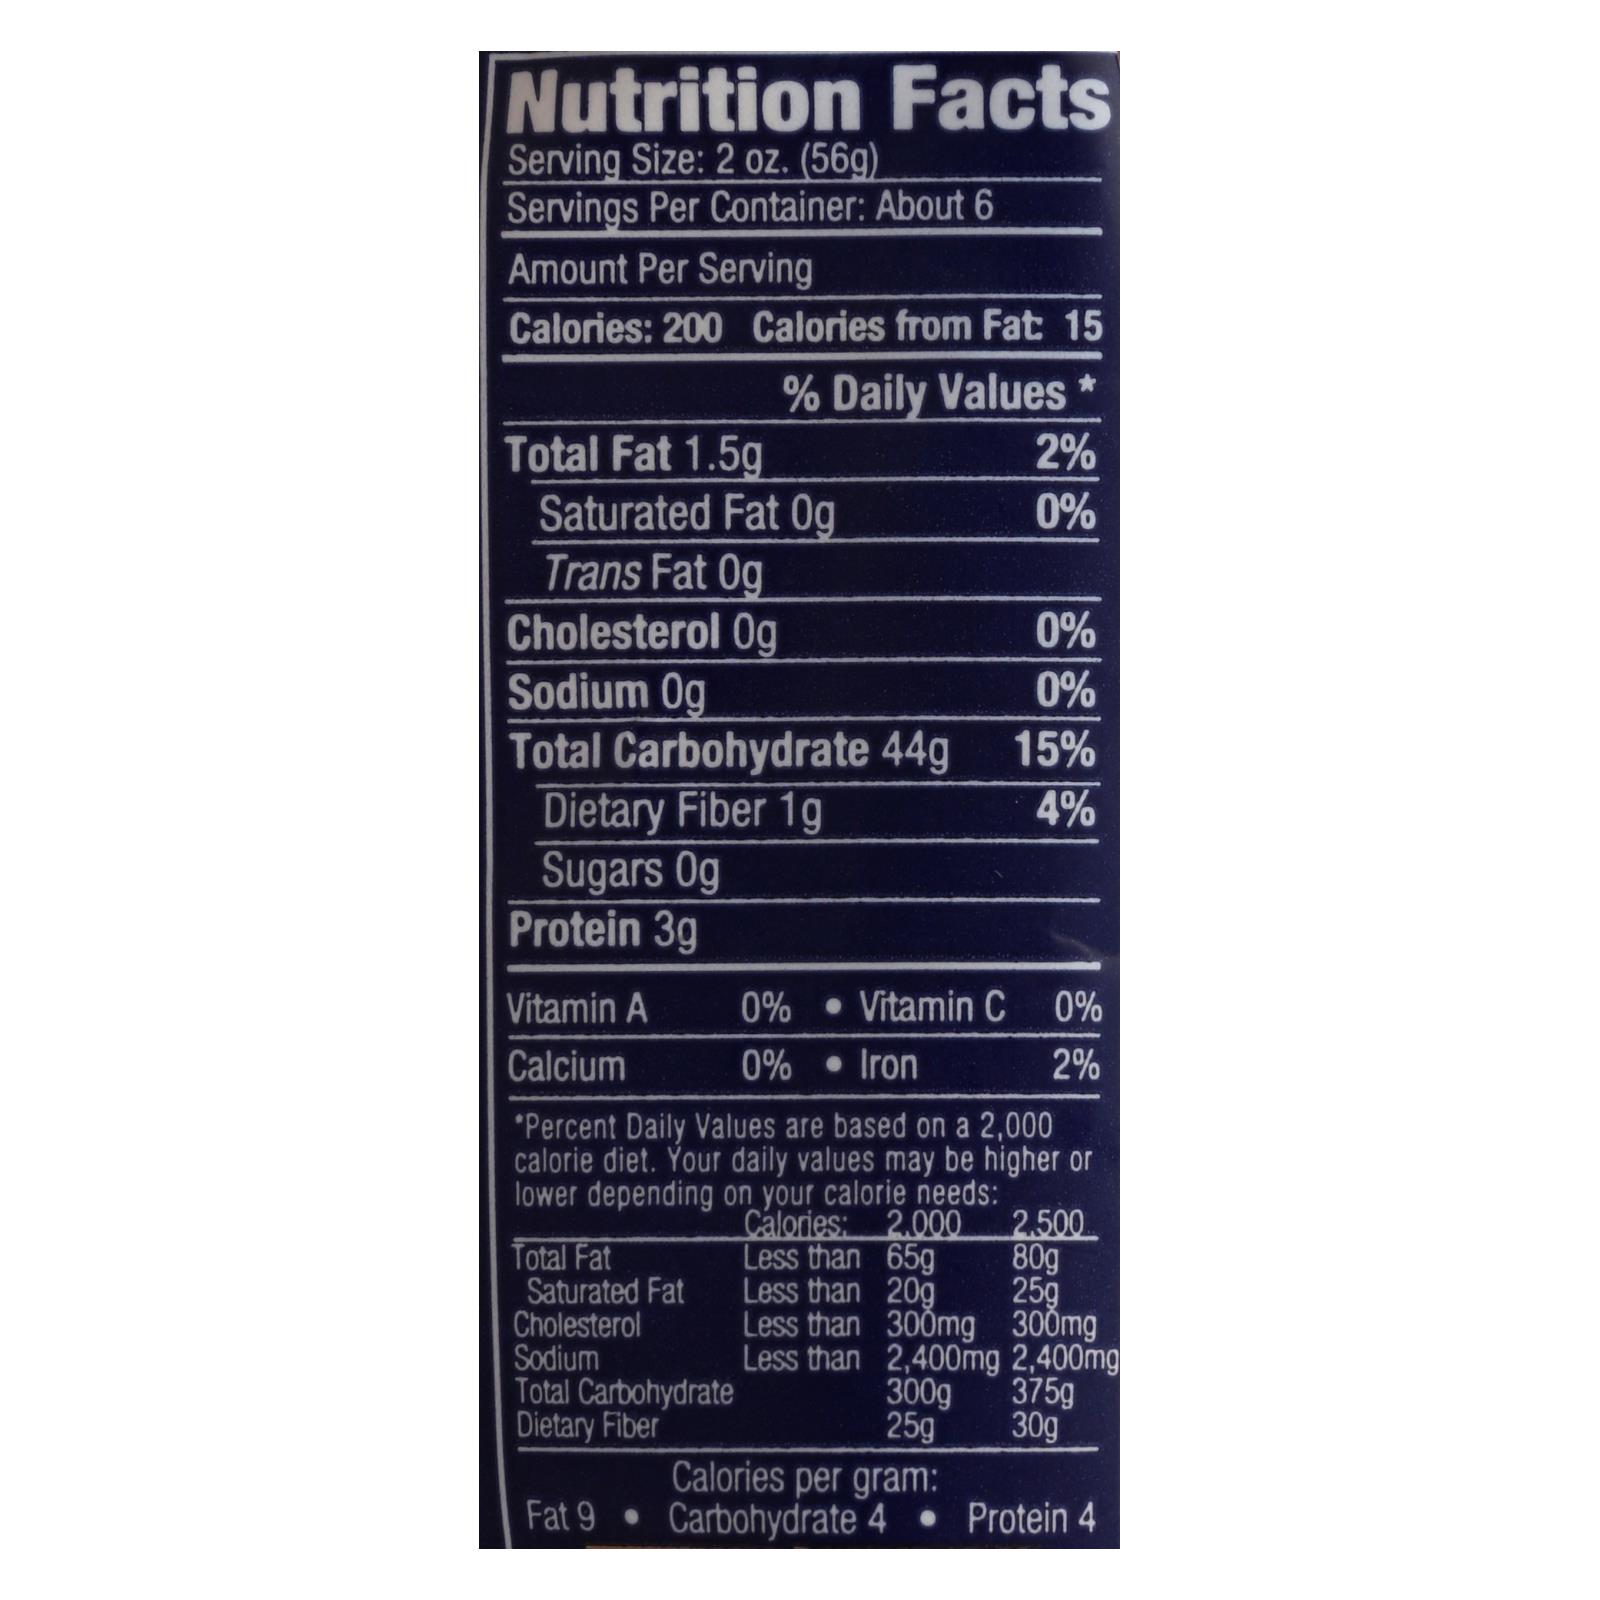 Nutrition Facts
Serving Size: 2 oz. (56g)
Servings Per Container: About 6
Amount Per Serving
Calories: 200 Calories from Fat: 15
% Daily Values *
Total Fat 1.5g 2%
Saturated Fat 0g 0%
Trans Fat 0g
Cholesterol 0g 0%
Sodium 0g 0%
Total Carbohydrate 44g 15%
Dietary Fiber 1g 4%
Sugars 0g
Protein 3g
Vitamin A 0% • Vitamin C 0%
Calcium 0% • Iron 2%
*Percent Daily Values are based on a 2,000
calorie diet. Your daily values may be higher or
lower depending on your calorie needs:
Calories: 2,000 2,500
Total Fat Less than 65g 80g
Saturated Fat Less than 20g 25g
Cholesterol Less than 300mg 300mg
Sodium Less than 2,400mg 2,400mg
Total Carbohydrate 300g 375g
Dietary Fiber 25g 30g
Calories per gram:
Fat 9 • Carbohydrate 4 • Protein 4